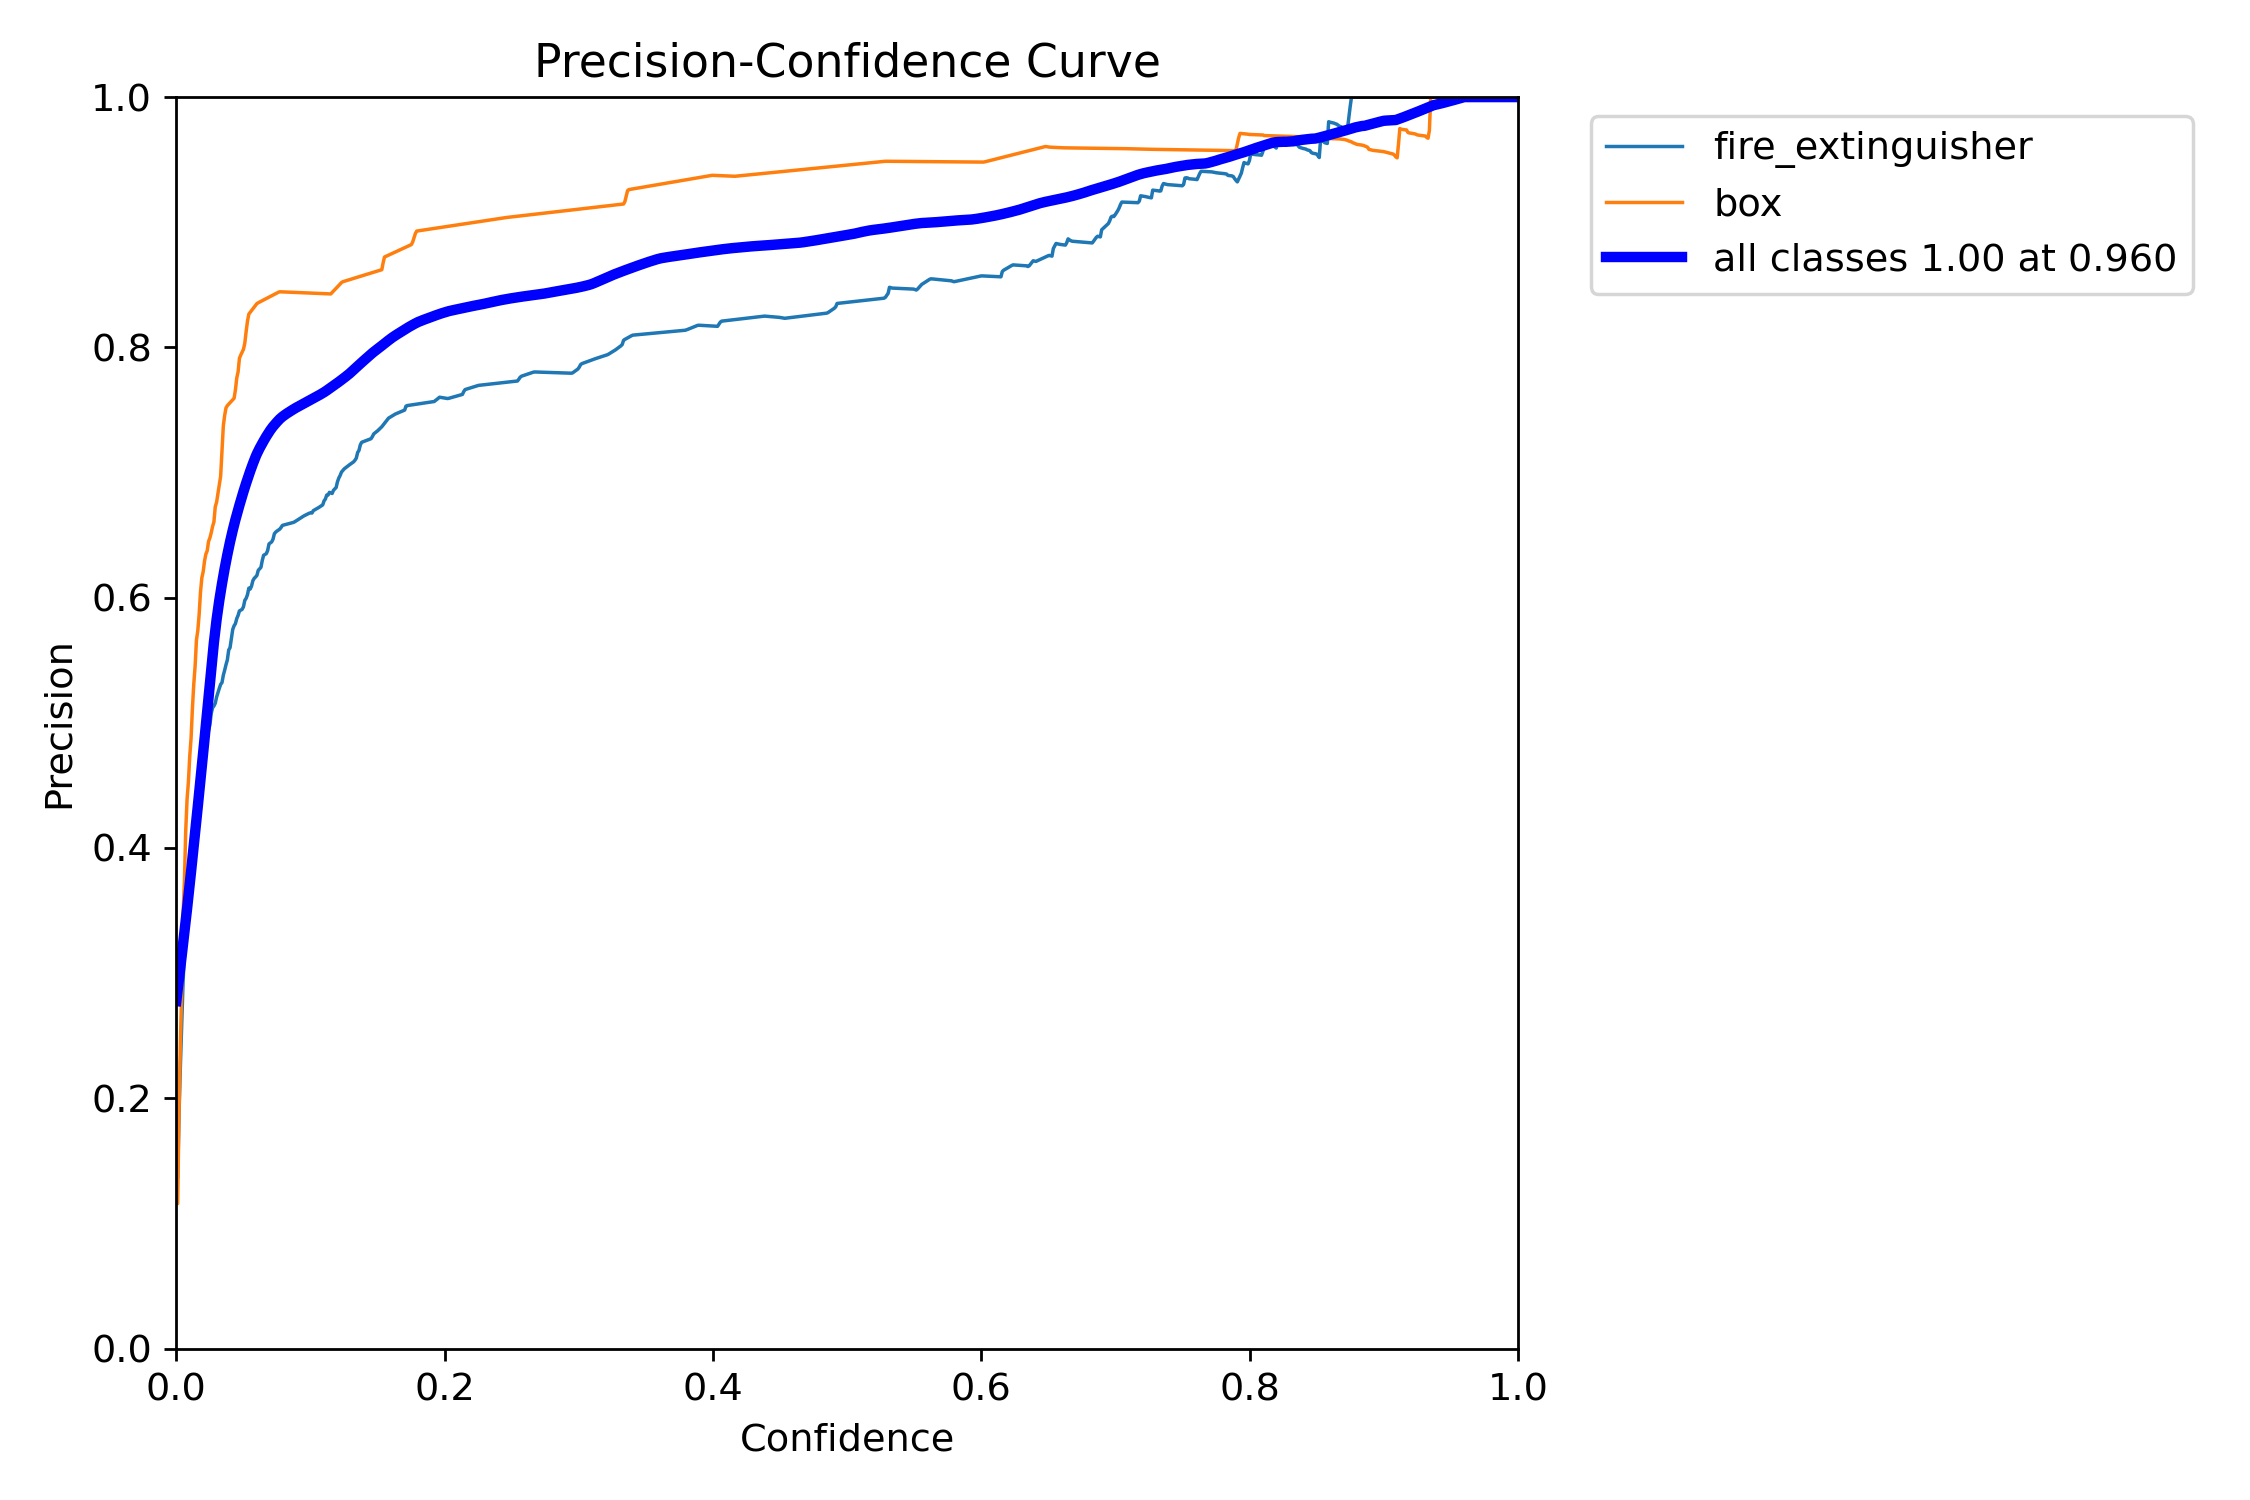 Precision-Confidence Curve
1.0
0.8
0.6
0.4
0.2
0.0
Precision
0.0 0.2 0.4 0.6 0.8 1.0
Confidence
fire_extinguisher
box
all classes 1.00 at 0.960